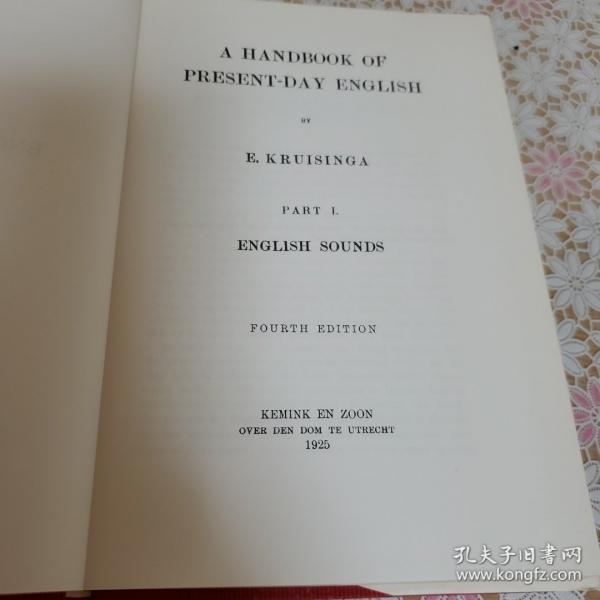 A HANDBOOK OF
PRESENT-DAY ENGLISH
BY
E. KRUISINGA
PART I.
ENGLISH SOUNDS
FOURTH EDITION
KEMINK EN ZOON
OVER DEN DOM TE UTRECHT
1925
孔夫子旧书网
www.kongfz.com